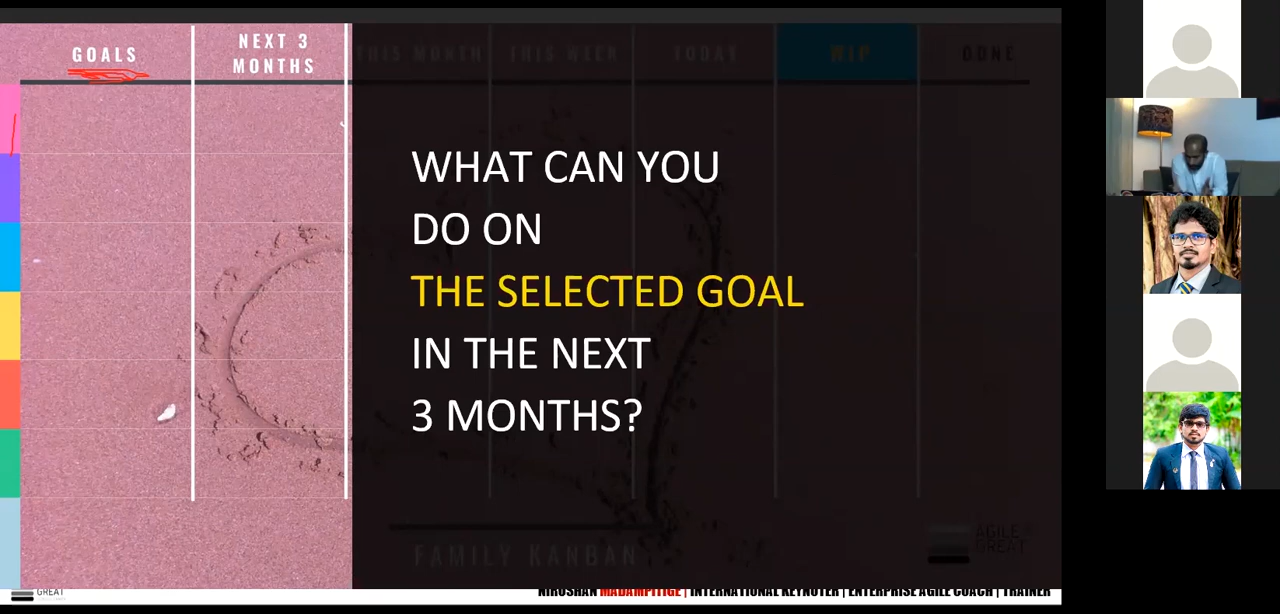 GOALS
NEXT 3
MONTHS
THIS MONTH
THIS WEEK
TODAY
WIP
DONE
WHAT CAN YOU
DO ON
THE SELECTED GOAL
IN THE NEXT
3 MONTHS?
FAMILY KANBAN
AGILE
GREAT
GREAT
NIROSHAN MADAMPITIGE | INTERNATIONAL KEYNOTER | ENTERPRISE AGILE COACH | TRAINER